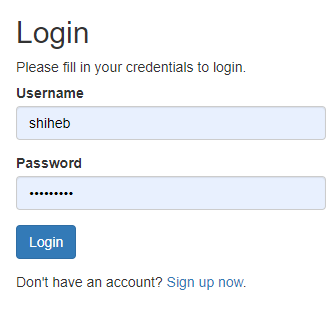 Login
Please fill in your credentials to login.
Username
shiheb
Password
•••••••••
Login
Don't have an account? Sign up now.